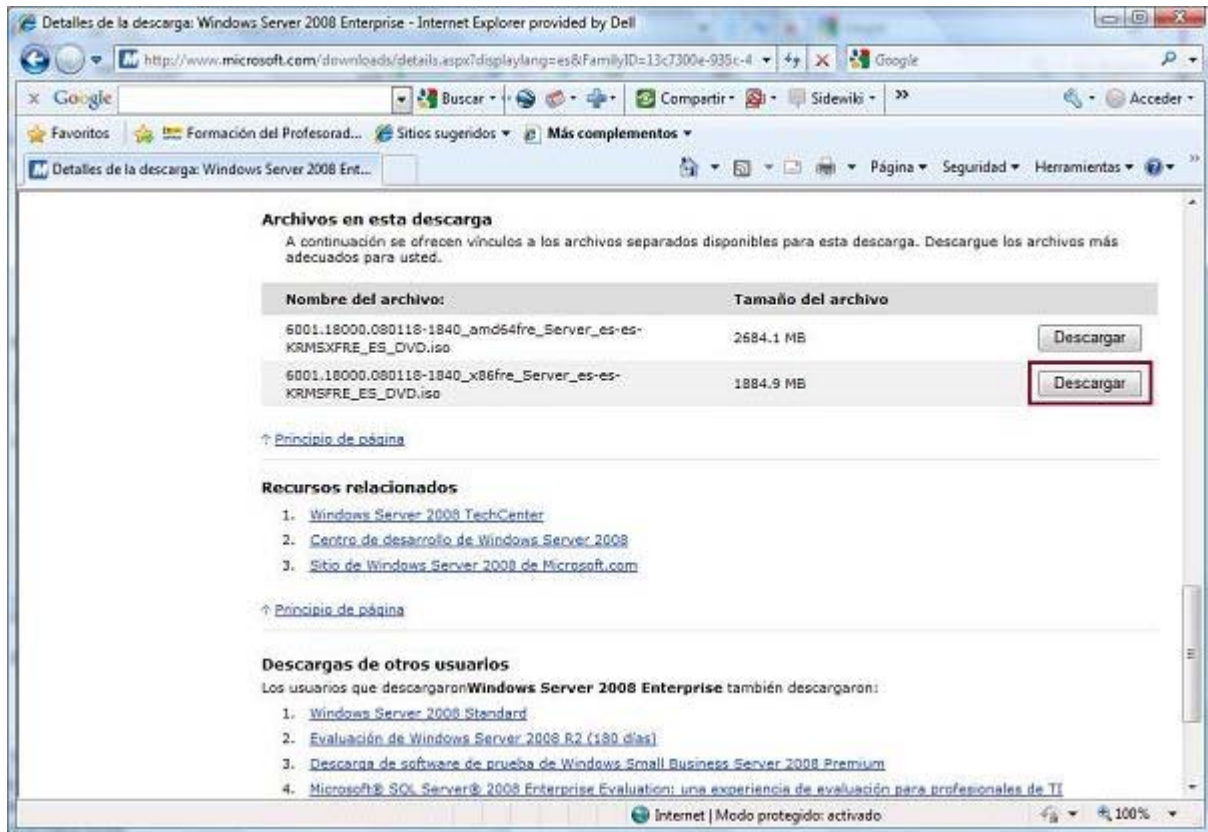 Detalles de la descarga: Windows Server 2008 Enterprise - Internet Explorer provided by Dell
http://www.microsoft.com/downloads/details.aspx?displaylang=es&FamilyID=13c7300e-935c-4
Google
Google
Buscar
Compartir
Sidewiki
»
Acceder
Favoritos
Formación del Profesorad...
Sitios sugeridos
Más complementos
Detalles de la descarga: Windows Server 2008 Ent...
Página
Seguridad
Herramientas
»
Archivos en esta descarga
A continuación se ofrecen vínculos a los archivos separados disponibles para esta descarga. Descargue los archivos más
adecuados para usted.
Nombre del archivo: Tamaño del archivo
6001.18000.080118-1840_amd64fre_Server_es-es-
KRMSXFRE_ES_DVD.iso
2684.1 MB
Descargar
6001.18000.080118-1840_x86fre_Server_es-es-
KRMSFRE_ES_DVD.iso
1884.9 MB
Descargar
↑ Principio de página
Recursos relacionados
1. Windows Server 2008 TechCenter
2. Centro de desarrollo de Windows Server 2008
3. Sitio de Windows Server 2008 de Microsoft.com
↑ Principio de página
Descargas de otros usuarios
Los usuarios que descargaronWindows Server 2008 Enterprise también descargaron:
1. Windows Server 2008 Standard
2. Evaluación de Windows Server 2008 R2 (180 días)
3. Descarga de software de prueba de Windows Small Business Server 2008 Premium
4. Microsoft® SQL Server® 2008 Enterprise Evaluation: una experiencia de evaluación para profesionales de TI
Internet | Modo protegido: activado
100%